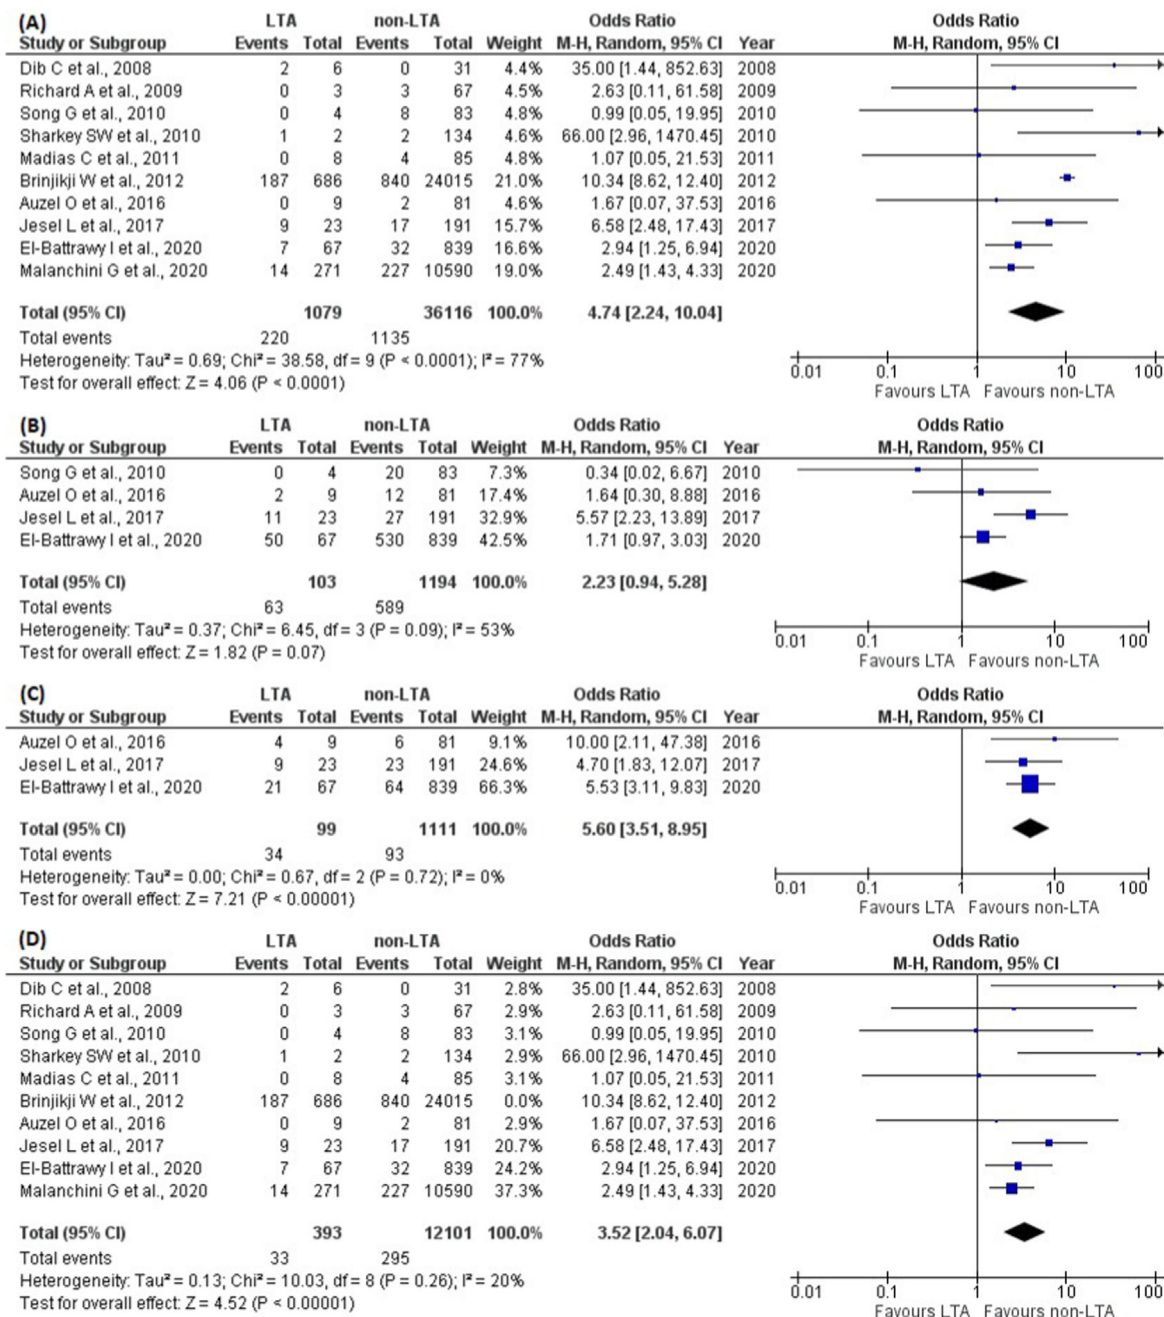 (A) LTA non-LTA Odds Ratio Odds Ratio
Study or Subgroup Events Total Events Total Weight M-H, Random, 95% CI Year M-H, Random, 95% CI
Dib C et al., 2008 2 6 0 31 4.4% 35.00 [1.44, 852.63] 2008
Richard A et al., 2009 0 3 3 67 4.5% 2.63 [0.11, 61.58] 2009
Song G et al., 2010 0 4 8 83 4.8% 0.99 [0.05, 19.95] 2010
Sharkey SW et al., 2010 1 2 2 134 4.6% 66.00 [2.96, 1470.45] 2010
Madias C et al., 2011 0 8 4 85 4.8% 1.07 [0.05, 21.53] 2011
Brinjikji W et al., 2012 187 686 840 24015 21.0% 10.34 [8.62, 12.40] 2012
Auzel O et al., 2016 0 9 2 81 4.6% 1.67 [0.07, 37.53] 2016
Jesel L et al., 2017 9 23 17 191 15.7% 6.58 [2.48, 17.43] 2017
El-Battrawy I et al., 2020 7 67 32 839 16.6% 2.94 [1.25, 6.94] 2020
Malanchini G et al., 2020 14 271 227 10590 19.0% 2.49 [1.43, 4.33] 2020
Total (95% CI) 1079 36116 100.0% 4.74 [2.24, 10.04]
Total events 220 1135
Heterogeneity: Tau² = 0.69; Chi² = 38.58, df = 9 (P < 0.0001); I² = 77%
Test for overall effect: Z = 4.06 (P < 0.0001)
0.01 0.1 1 10 100
Favours LTA Favours non-LTA
(B) LTA non-LTA Odds Ratio Odds Ratio
Study or Subgroup Events Total Events Total Weight M-H, Random, 95% CI Year M-H, Random, 95% CI
Song G et al., 2010 0 4 20 83 7.3% 0.34 [0.02, 6.67] 2010
Auzel O et al., 2016 2 9 12 81 17.4% 1.64 [0.30, 8.88] 2016
Jesel L et al., 2017 11 23 27 191 32.9% 5.57 [2.23, 13.89] 2017
El-Battrawy I et al., 2020 50 67 530 839 42.5% 1.71 [0.97, 3.03] 2020
Total (95% CI) 103 1194 100.0% 2.23 [0.94, 5.28]
Total events 63 589
Heterogeneity: Tau² = 0.37; Chi² = 6.45, df = 3 (P = 0.09); I² = 53%
Test for overall effect: Z = 1.82 (P = 0.07)
0.01 0.1 1 10 100
Favours LTA Favours non-LTA
(C) LTA non-LTA Odds Ratio Odds Ratio
Study or Subgroup Events Total Events Total Weight M-H, Random, 95% CI Year M-H, Random, 95% CI
Auzel O et al., 2016 4 9 6 81 9.1% 10.00 [2.11, 47.38] 2016
Jesel L et al., 2017 9 23 23 191 24.6% 4.70 [1.83, 12.07] 2017
El-Battrawy I et al., 2020 21 67 64 839 66.3% 5.53 [3.11, 9.83] 2020
Total (95% CI) 99 1111 100.0% 5.60 [3.51, 8.95]
Total events 34 93
Heterogeneity: Tau² = 0.00; Chi² = 0.67, df = 2 (P = 0.72); I² = 0%
Test for overall effect: Z = 7.21 (P < 0.00001)
0.01 0.1 1 10 100
Favours LTA Favours non-LTA
(D) LTA non-LTA Odds Ratio Odds Ratio
Study or Subgroup Events Total Events Total Weight M-H, Random, 95% CI Year M-H, Random, 95% CI
Dib C et al., 2008 2 6 0 31 2.8% 35.00 [1.44, 852.63] 2008
Richard A et al., 2009 0 3 3 67 2.9% 2.63 [0.11, 61.58] 2009
Song G et al., 2010 0 4 8 83 3.1% 0.99 [0.05, 19.95] 2010
Sharkey SW et al., 2010 1 2 2 134 2.9% 66.00 [2.96, 1470.45] 2010
Madias C et al., 2011 0 8 4 85 3.1% 1.07 [0.05, 21.53] 2011
Brinjikji W et al., 2012 187 686 840 24015 0.0% 10.34 [8.62, 12.40] 2012
Auzel O et al., 2016 0 9 2 81 2.9% 1.67 [0.07, 37.53] 2016
Jesel L et al., 2017 9 23 17 191 20.7% 6.58 [2.48, 17.43] 2017
El-Battrawy I et al., 2020 7 67 32 839 24.2% 2.94 [1.25, 6.94] 2020
Malanchini G et al., 2020 14 271 227 10590 37.3% 2.49 [1.43, 4.33] 2020
Total (95% CI) 393 12101 100.0% 3.52 [2.04, 6.07]
Total events 33 295
Heterogeneity: Tau² = 0.13; Chi² = 10.03, df = 8 (P = 0.26); I² = 20%
Test for overall effect: Z = 4.52 (P < 0.00001)
0.01 0.1 1 10 100
Favours LTA Favours non-LTA